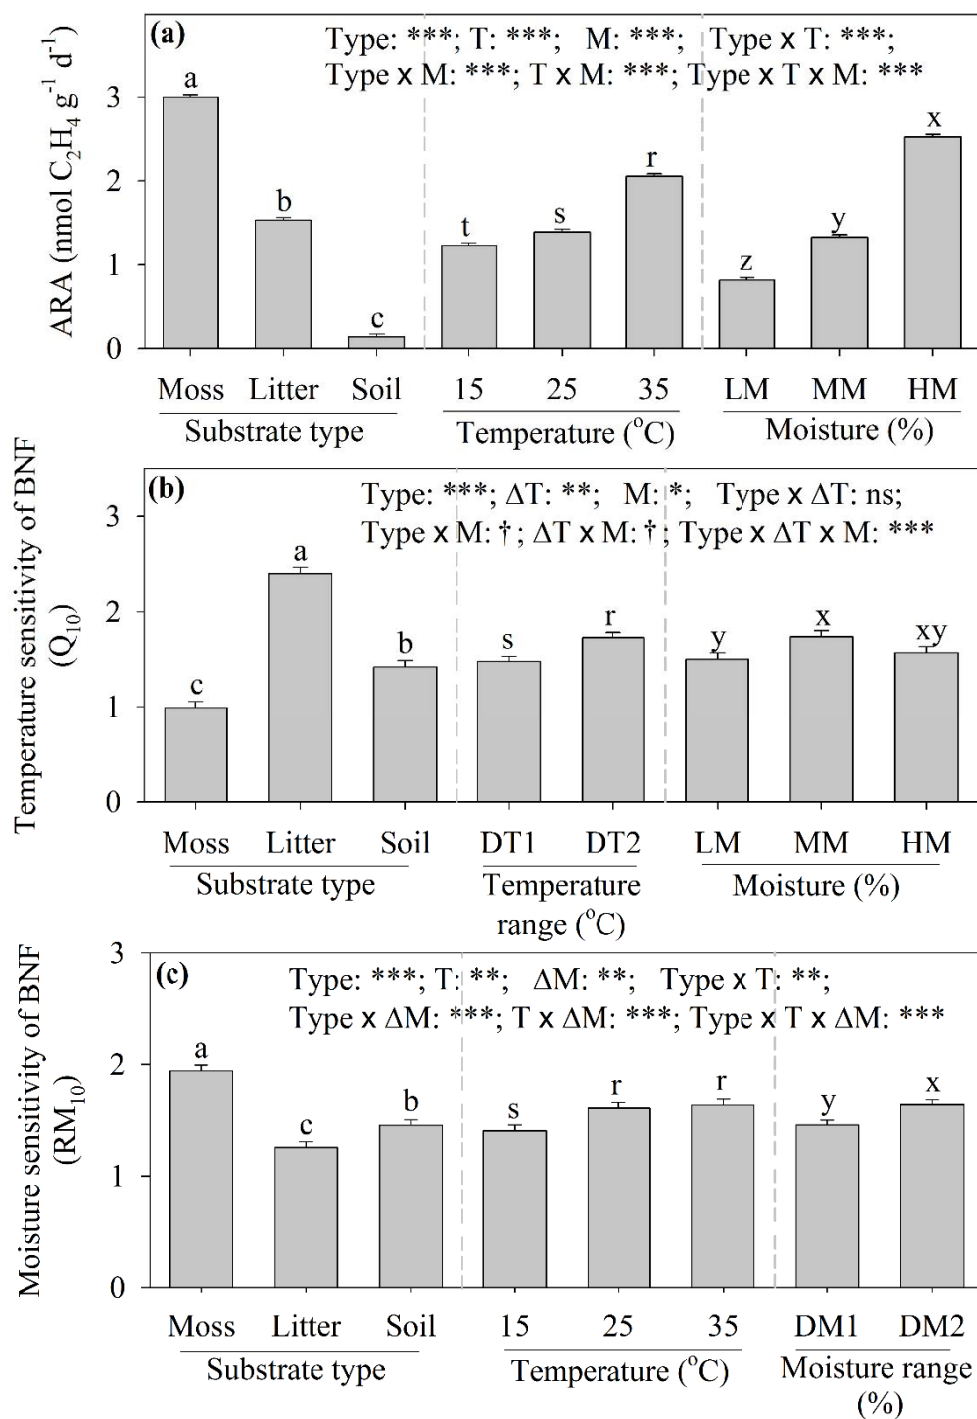 (a)
Type: ***; T: ***; M: ***; Type x T: ***;
Type x M: ***; T x M: ***; Type x T x M: ***
ARA (nmol C₂H₄ g⁻¹ d⁻¹)
3
2
1
0
a
b
c
t
s
r
z
y
x
Moss Litter Soil 15 25 35 LM MM HM
Substrate type Temperature (°C) Moisture (%)
(b)
Type: ***; ΔT: **; M: *; Type x ΔT: ns;
Type x M: †; ΔT x M: †; Type x ΔT x M: ***
Temperature sensitivity of BNF
(Q₁₀)
3
2
1
0
c
a
b
s
r
y
x
xy
Moss Litter Soil DT1 DT2 LM MM HM
Substrate type Temperature Moisture (%)
range (°C)
(c)
Type: ***; T: **; ΔM: **; Type x T: **;
Type x ΔM: ***; T x ΔM: ***; Type x T x ΔM: ***
Moisture sensitivity of BNF
(RM₁₀)
3
2
1
0
a
c
b
s
r
r
y
x
Moss Litter Soil 15 25 35 DM1 DM2
Substrate type Temperature (°C) Moisture range
(%)